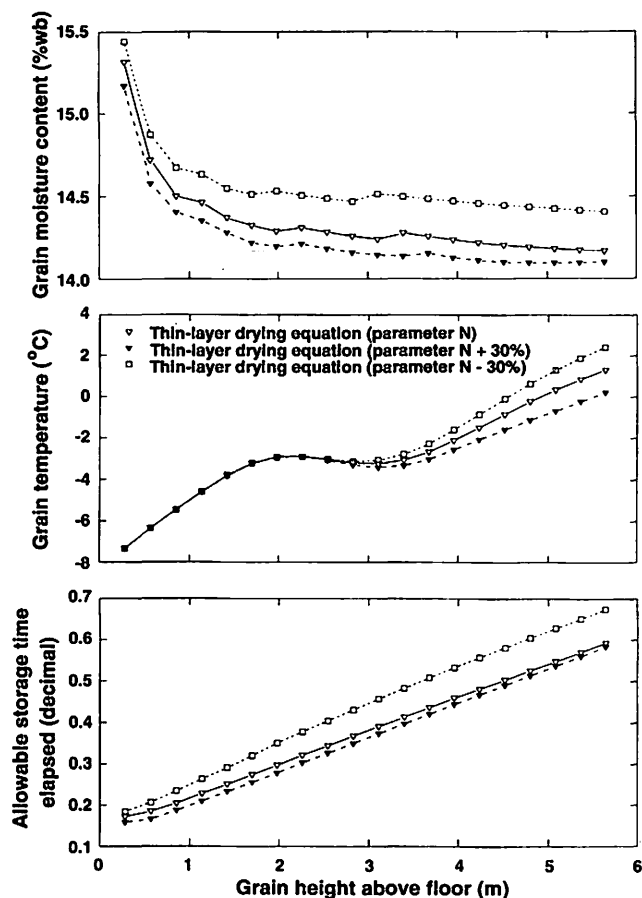 15.5
15.0
14.5
14.0
Grain moisture content (%wb)
4
2
0
-2
-4
-6
-8
Grain temperature (°C)
Thin-layer drying equation (parameter N)
Thin-layer drying equation (parameter N + 30%)
Thin-layer drying equation (parameter N - 30%)
0.7
0.6
0.5
0.4
0.3
0.2
0.1
Allowable storage time
elapsed (decimal)
0 1 2 3 4 5 6
Grain height above floor (m)